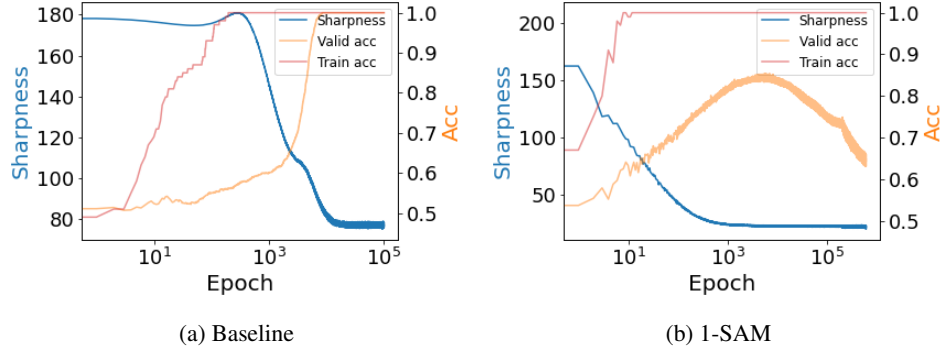 180
160
140
120
100
80
Sharpness
1.0
0.9
0.8
0.7
0.6
0.5
Acc
Sharpness
Valid acc
Train acc
10^1
10^3
10^5
Epoch
(a) Baseline
200
150
100
50
Sharpness
1.0
0.9
0.8
0.7
0.6
0.5
Acc
Sharpness
Valid acc
Train acc
10^1
10^3
10^5
Epoch
(b) 1-SAM